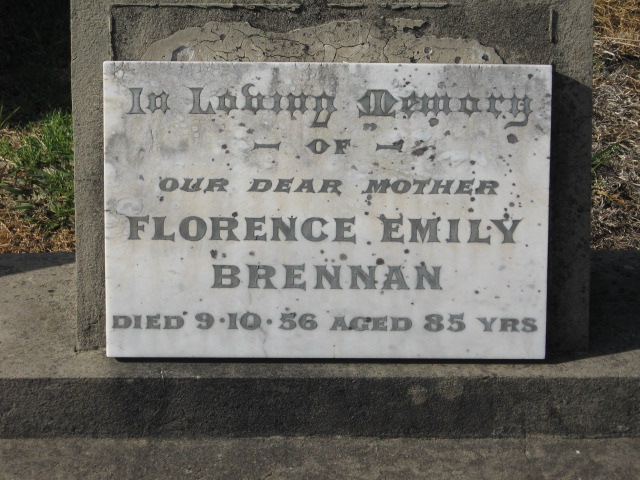 In Loving Memory
— OF —
OUR DEAR MOTHER
FLORENCE EMILY
BRENNAN
DIED 9·10·56 AGED 85 YRS